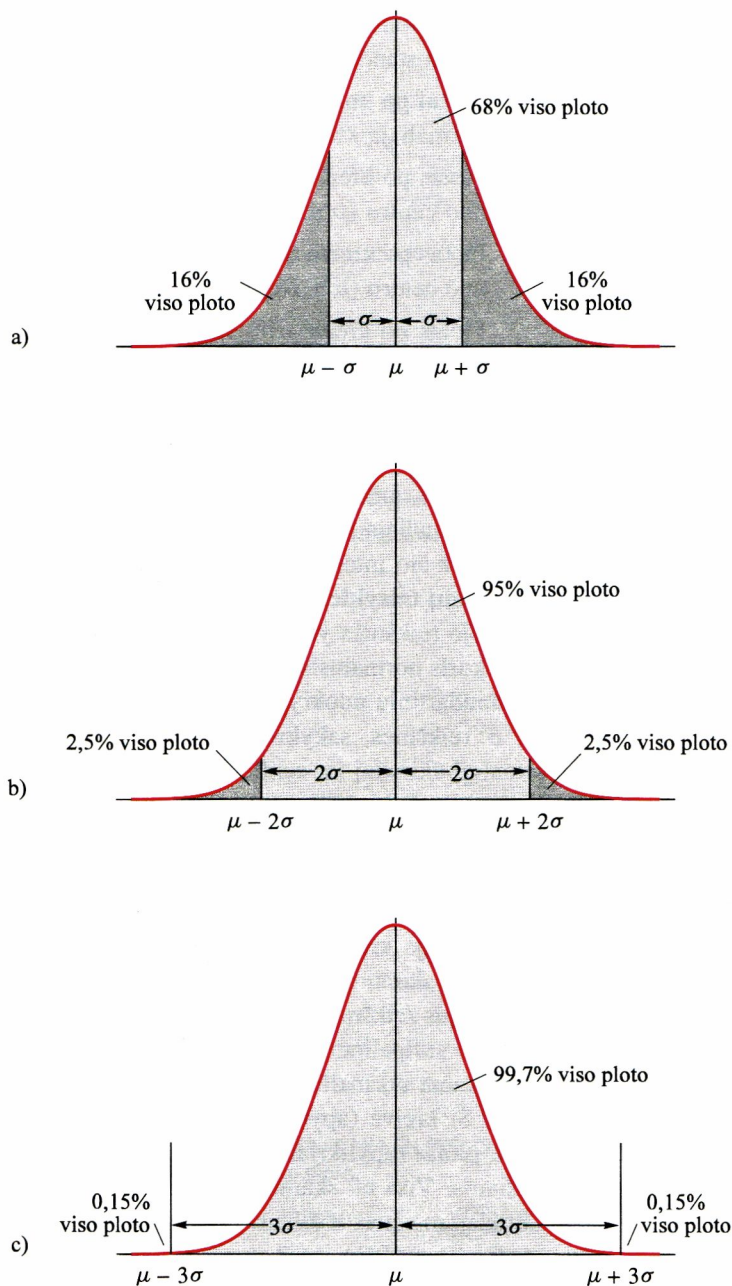 68% viso ploto
16%
viso ploto
16%
viso ploto
σ σ
a)
μ − σ μ μ + σ
95% viso ploto
2,5% viso ploto
2,5% viso ploto
2σ 2σ
b)
μ − 2σ μ μ + 2σ
99,7% viso ploto
0,15%
viso ploto
0,15%
viso ploto
3σ 3σ
c)
μ − 3σ μ μ + 3σ